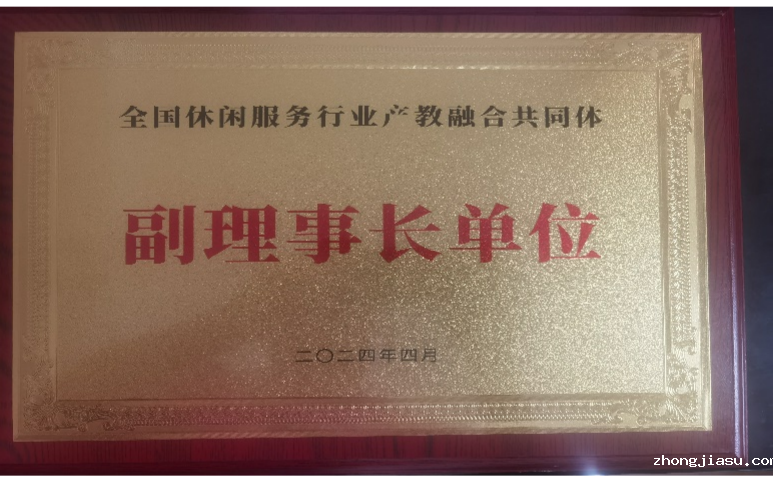 全国休闲服务行业产教融合共同体
副理事长单位
二〇二四年四月
zhongjiasu.com